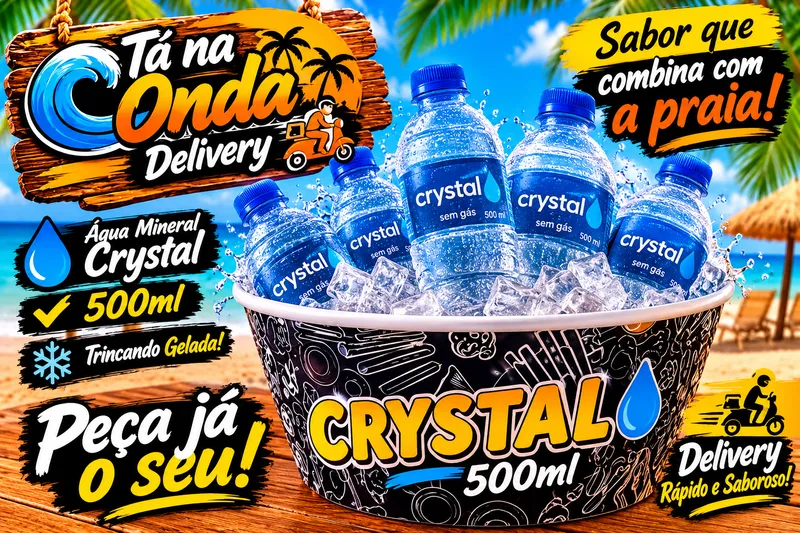 Tá na
Onda
Delivery
Sabor que
combina com
a praia!
Água Mineral
Crystal
500ml
Trincando Gelada!
Peça já
o seu!
crystal
sem gás
crystal
crystal
sem gás 500 ml
crystal
sem gás 500 ml
crystal
sem gás
CRYSTAL
500ml
Delivery
Rápido e Saboroso!